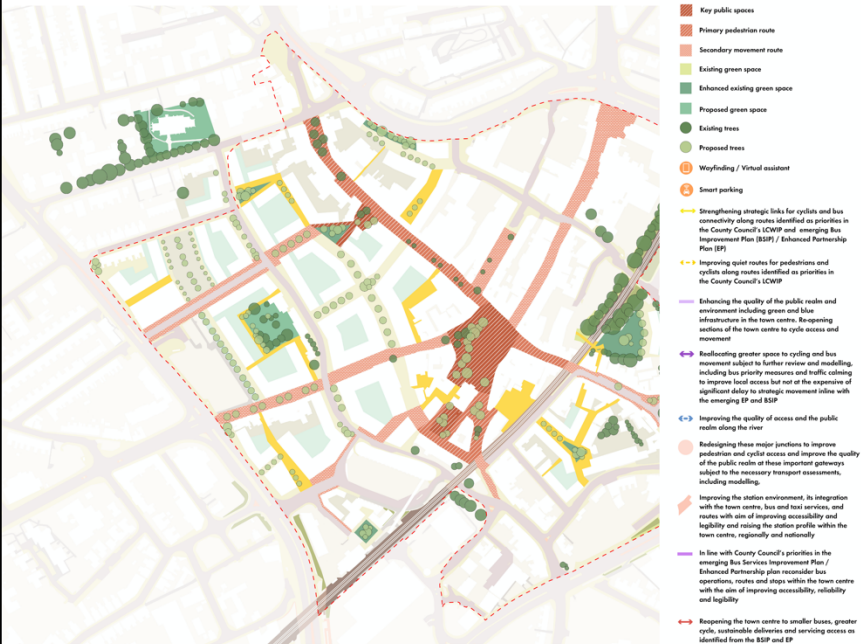 Key public spaces
Primary pedestrian route
Secondary movement route
Existing green space
Enhanced existing green space
Proposed green space
Existing trees
Proposed trees
Wayfinding / Virtual assistant
Smart parking
Strengthening strategic links for cyclists and bus
connectivity along routes identified as priorities in
the County Council's LCWIP and  emerging Bus
Improvement Plan (BSIP) / Enhanced Partnership
Plan (EP)
Improving quiet routes for pedestrians and
cyclists along routes identified as priorities in
the County Council's LCWIP
Enhancing the quality of the public realm and
environment including green and blue
infrastructure in the town centre. Re-opening
sections of the town centre to cycle access and
movement
Reallocating greater space to cycling and bus
movement subject to further review and modelling,
including bus priority measures and traffic calming
to improve local access but not at the expensive of
significant delay to strategic movement inline with
the emerging EP and BSIP
Improving the quality of access and the public
realm along the river
Redesigning these major junctions to improve
pedestrian and cyclist access and improve the quality
of the public realm at these important gateways
subject to the necessary transport assessments,
including modelling,
Improving the station environment, its integration
with the town centre, bus and taxi services, and
routes with aim of improving accessibility and
legibility and raising the station profile within the
town centre, regionally and nationally
In line with County Council's priorities in the
emerging Bus Services Improvement Plan /
Enhanced Partnership plan reconsider bus
operations, routes and stops within the town centre
with the aim of improving accessibility, reliability
and legibility
Reopening the town centre to smaller buses, greater
cycle, sustainable deliveries and servicing access as
identified from the BSIP and EP